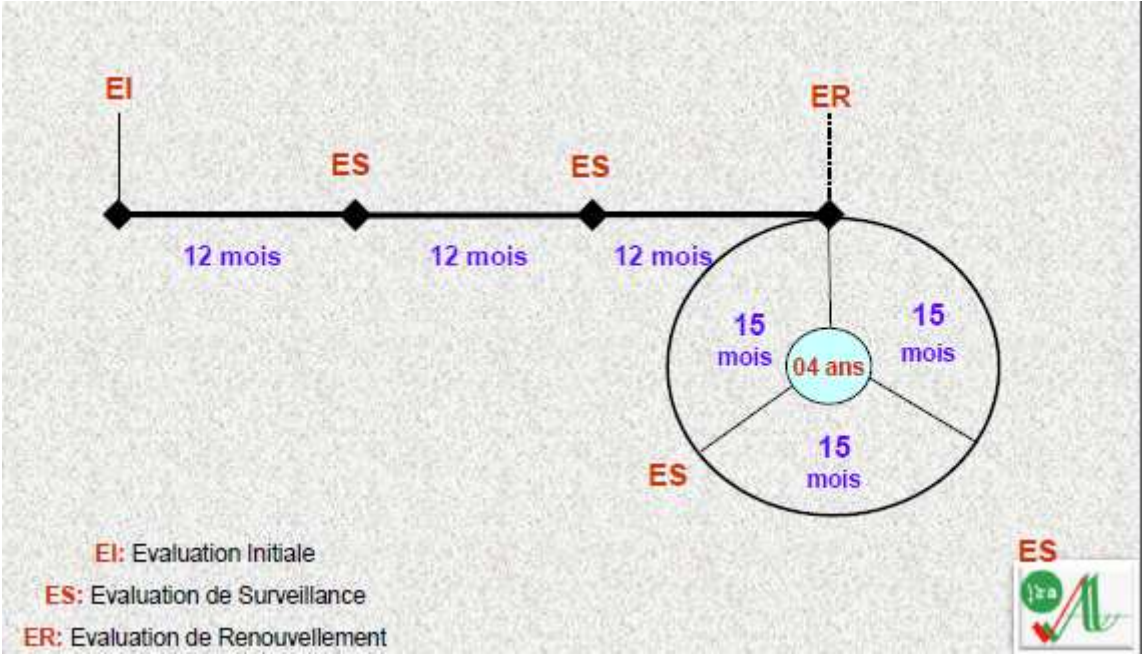 EI
ER
ES
ES
12 mois
12 mois
12 mois
15
mois
15
mois
04 ans
15
mois
ES
EI: Evaluation Initiale
ES
ES: Evaluation de Surveillance
ER: Evaluation de Renouvellement